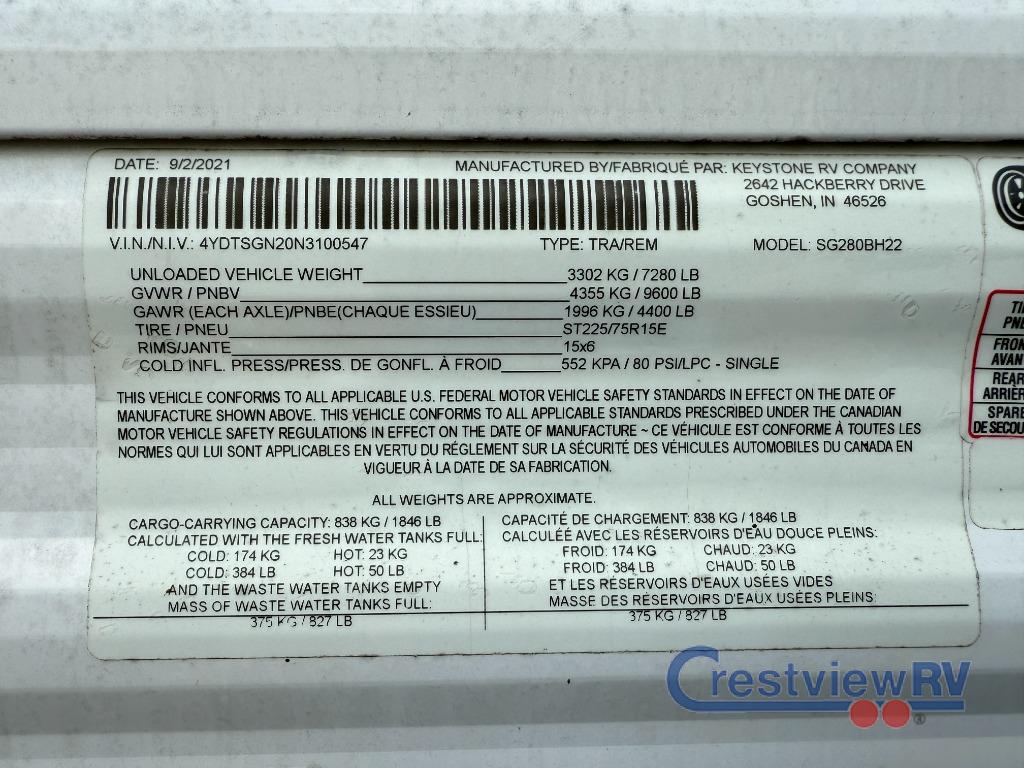 DATE: 9/2/2021 MANUFACTURED BY/FABRIQUÉ PAR: KEYSTONE RV COMPANY
2642 HACKBERRY DRIVE
GOSHEN, IN 46526
V.I.N./N.I.V.: 4YDTSGN20N3100547 TYPE: TRA/REM MODEL: SG280BH22
UNLOADED VEHICLE WEIGHT 3302 KG / 7280 LB
GVWR / PNBV 4355 KG / 9600 LB
GAWR (EACH AXLE)/PNBE(CHAQUE ESSIEU) 1996 KG / 4400 LB
TIRE / PNEU ST225/75R15E
RIMS/JANTE 15x6
COLD INFL. PRESS/PRESS. DE GONFL. À FROID 552 KPA / 80 PSI/LPC - SINGLE
THIS VEHICLE CONFORMS TO ALL APPLICABLE U.S. FEDERAL MOTOR VEHICLE SAFETY STANDARDS IN EFFECT ON THE DATE OF
MANUFACTURE SHOWN ABOVE. THIS VEHICLE CONFORMS TO ALL APPLICABLE STANDARDS PRESCRIBED UNDER THE CANADIAN
MOTOR VEHICLE SAFETY REGULATIONS IN EFFECT ON THE DATE OF MANUFACTURE ~ CE VÉHICULE EST CONFORME À TOUTES LES
NORMES QUI LUI SONT APPLICABLES EN VERTU DU RÈGLEMENT SUR LA SÉCURITÉ DES VÉHICULES AUTOMOBILES DU CANADA EN
VIGUEUR À LA DATE DE SA FABRICATION.
ALL WEIGHTS ARE APPROXIMATE.
CARGO-CARRYING CAPACITY: 838 KG / 1846 LB
CALCULATED WITH THE FRESH WATER TANKS FULL:
COLD: 174 KG HOT: 23 KG
COLD: 384 LB HOT: 50 LB
AND THE WASTE WATER TANKS EMPTY
MASS OF WASTE WATER TANKS FULL:
375 KG / 827 LB
CAPACITÉ DE CHARGEMENT: 838 KG / 1846 LB
CALCULÉE AVEC LES RÉSERVOIRS D'EAU DOUCE PLEINS:
FROID: 174 KG CHAUD: 23 KG
FROID: 384 LB CHAUD: 50 LB
ET LES RÉSERVOIRS D'EAUX USÉES VIDES
MASSE DES RÉSERVOIRS D'EAUX USÉES PLEINS:
375 KG / 827 LB
TI
PNE
FRON
AVAN
REAR
ARRIÈR
SPARE
DE SECOU
CrestviewRV®